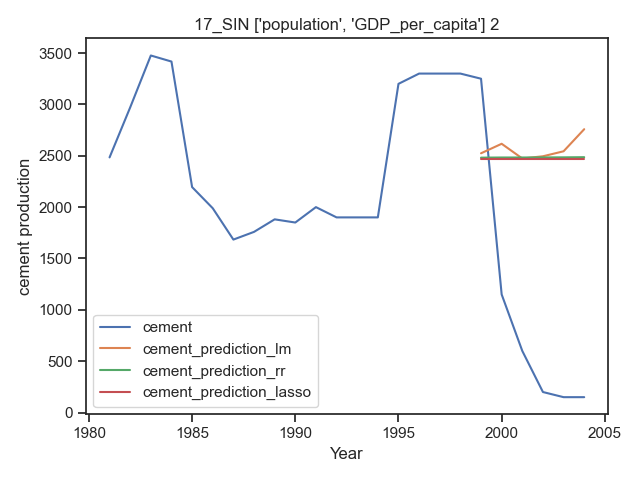 17_SIN ['population', 'GDP_per_capita'] 2
cement production
3500
3000
2500
2000
1500
1000
500
0
cement
cement_prediction_lm
cement_prediction_rr
cement_prediction_lasso
1980
1985
1990
1995
2000
2005
Year